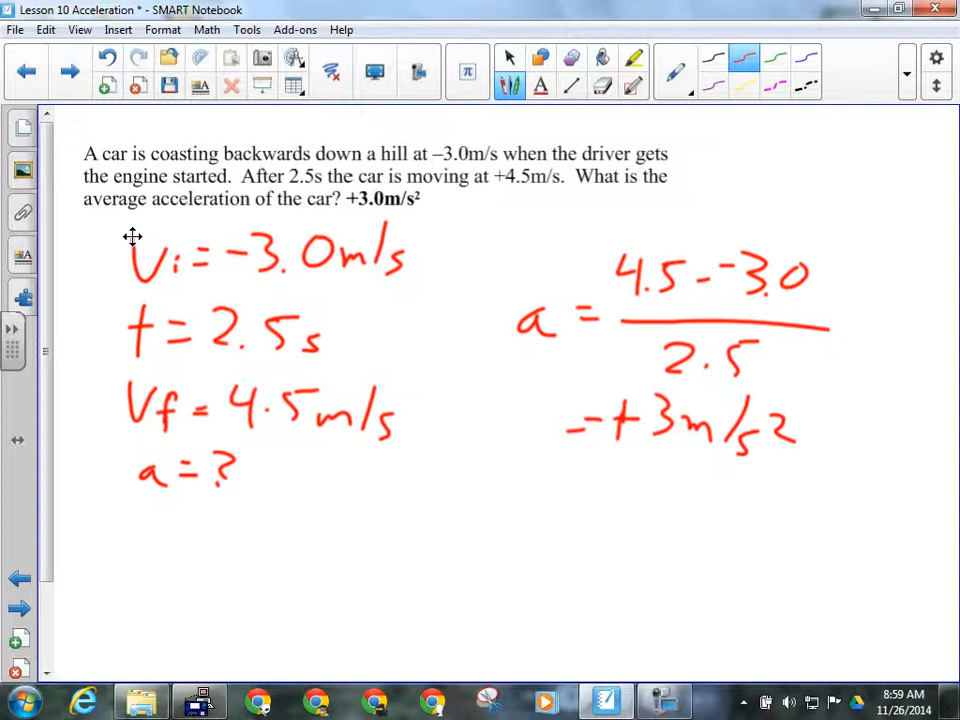 Lesson 10 Acceleration * - SMART Notebook
File Edit View Insert Format Math Tools Add-ons Help
A car is coasting backwards down a hill at –3.0m/s when the driver gets
the engine started. After 2.5s the car is moving at +4.5m/s. What is the
average acceleration of the car? +3.0m/s²
Vi = -3.0m/s
t = 2.5s
Vf = 4.5m/s
a = ?
4.5 - -3.0
a =
2.5
= +3m/s2
8:59 AM
11/26/2014